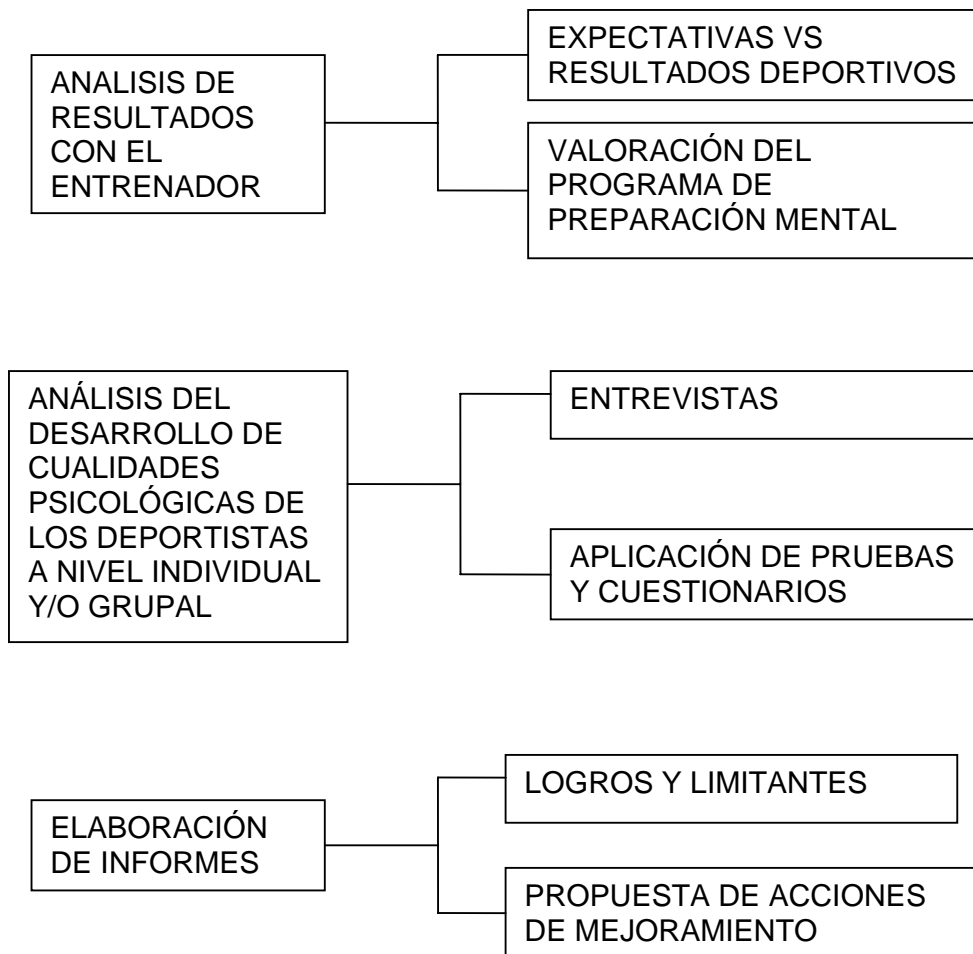 ANALISIS DE
RESULTADOS
CON EL
ENTRENADOR
EXPECTATIVAS VS
RESULTADOS DEPORTIVOS
VALORACIÓN DEL
PROGRAMA DE
PREPARACIÓN MENTAL
ANÁLISIS DEL
DESARROLLO DE
CUALIDADES
PSICOLÓGICAS DE
LOS DEPORTISTAS
A NIVEL INDIVIDUAL
Y/O GRUPAL
ENTREVISTAS
APLICACIÓN DE PRUEBAS
Y CUESTIONARIOS
ELABORACIÓN
DE INFORMES
LOGROS Y LIMITANTES
PROPUESTA DE ACCIONES
DE MEJORAMIENTO